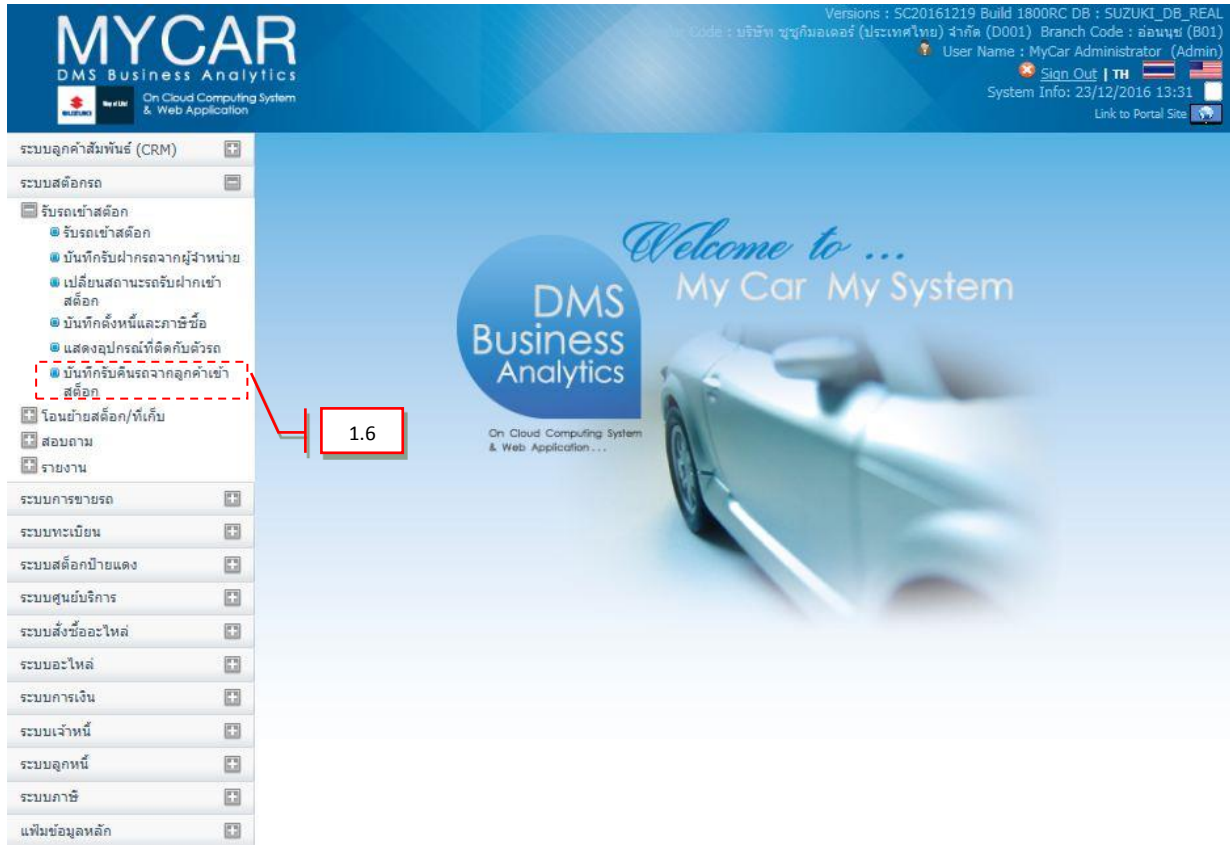 MYCAR
DMS Business Analytics
SUZUKI Way of Life! On Cloud Computing System
& Web Application
Versions : SC20161219 Build 1800RC DB : SUZUKI_DB_REAL
Code : บริษัท ซูซูกิมอเตอร์ (ประเทศไทย) จำกัด (D001) Branch Code : อ่อนนุช (B01)
User Name : MyCar Administrator (Admin)
Sign Out | TH
System Info: 23/12/2016 13:31
Link to Portal Site
ระบบลูกค้าสัมพันธ์ (CRM)
ระบบสต๊อกรถ
รับรถเข้าสต๊อก
รับรถเข้าสต๊อก
บันทึกรับฝากรถจากผู้จำหน่าย
เปลี่ยนสถานะรถรับฝากเข้า
สต็อก
บันทึกตั้งหนี้และภาษีซื้อ
แสดงอุปกรณ์ที่ติดกับตัวรถ
บันทึกรับคืนรถจากลูกค้าเข้า
สต็อก
โอนย้ายสต็อก/ที่เก็บ
สอบถาม
รายงาน
ระบบการขายรถ
ระบบทะเบียน
ระบบสต็อกป้ายแดง
ระบบศูนย์บริการ
ระบบสั่งซื้ออะไหล่
ระบบอะไหล่
ระบบการเงิน
ระบบเจ้าหนี้
ระบบลูกหนี้
ระบบภาษี
แฟ้มข้อมูลหลัก
1.6
Welcome to ...
My Car My System
DMS
Business
Analytics
On Cloud Computing System
& Web Application...